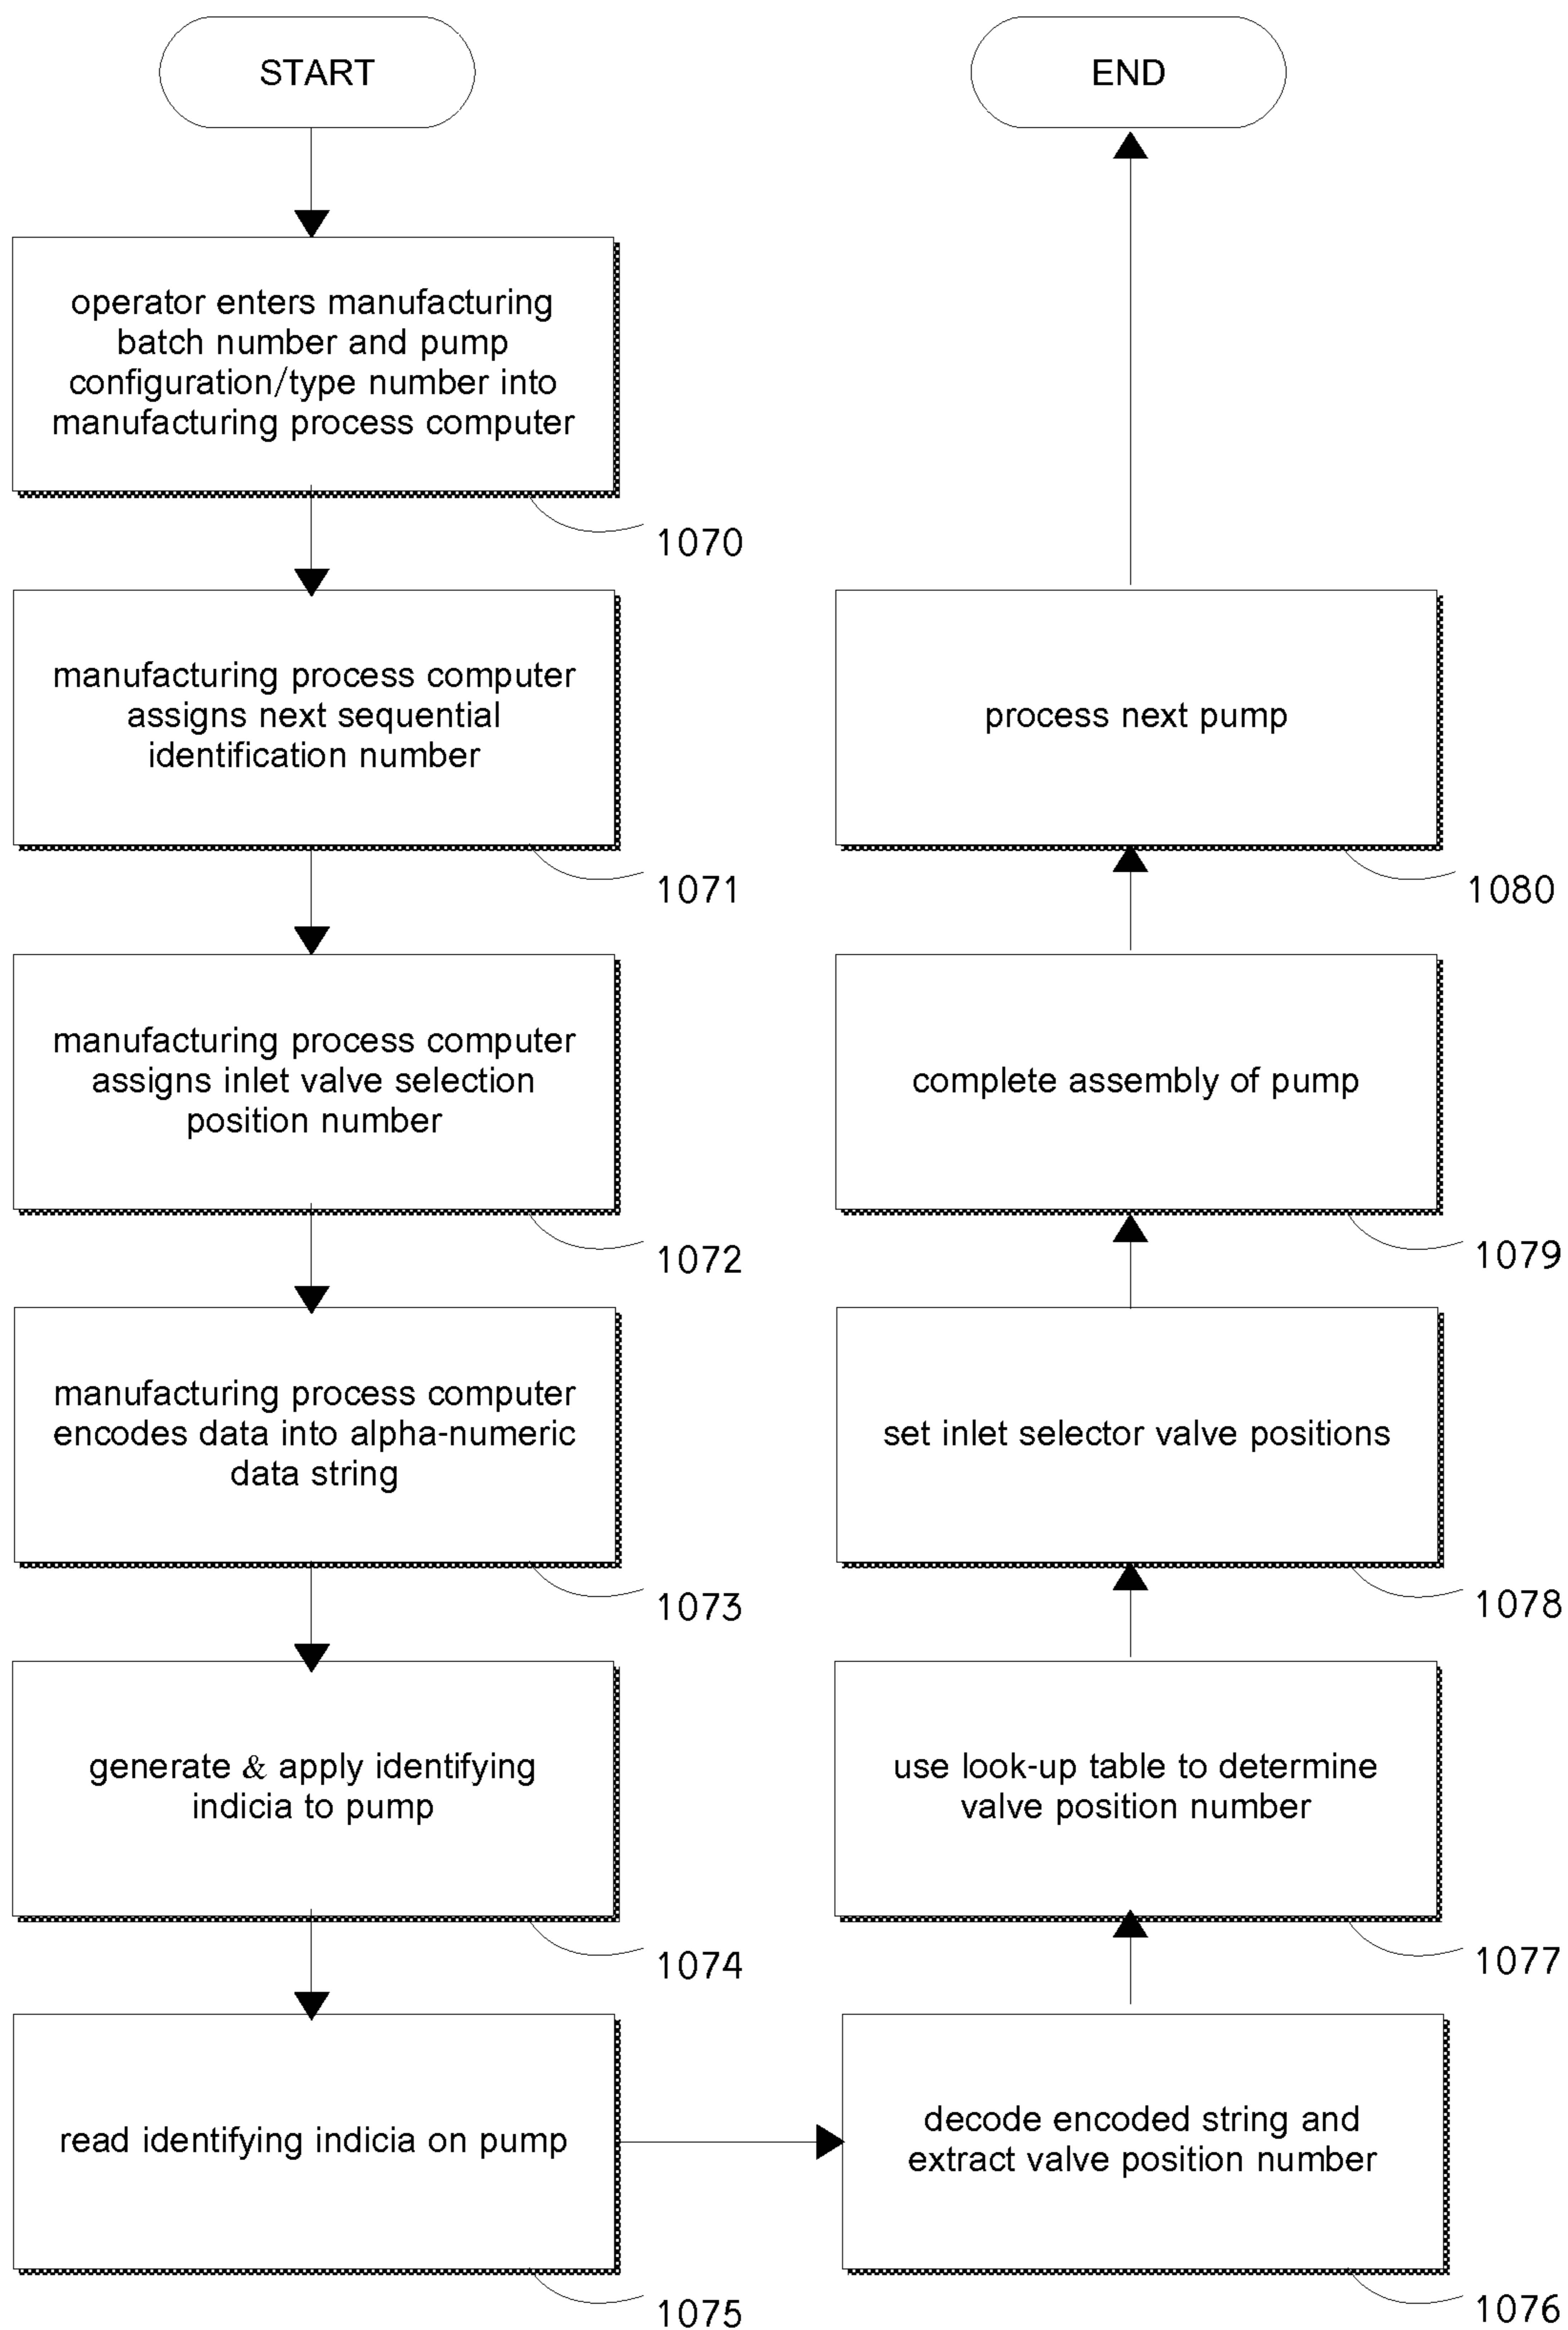 START
operator enters manufacturing
batch number and pump
configuration/type number into
manufacturing process computer
1070
manufacturing process computer
assigns next sequential
identification number
1071
manufacturing process computer
assigns inlet valve selection
position number
1072
manufacturing process computer
encodes data into alpha-numeric
data string
1073
generate & apply identifying
indicia to pump
1074
read identifying indicia on pump
1075
decode encoded string and
extract valve position number
1076
use look-up table to determine
valve position number
1077
set inlet selector valve positions
1078
complete assembly of pump
1079
process next pump
1080
END